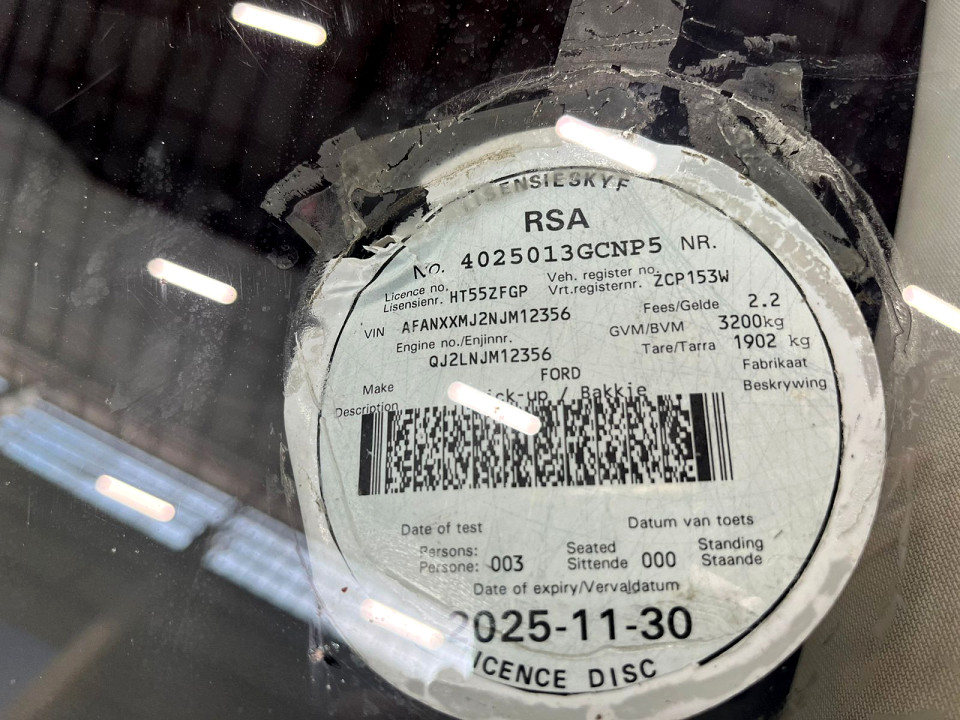 LISENSIESKYF
RSA
No. 4025013GCNP5 NR.
Licence no. Veh. register no.
Lisensienr. HT55ZFGP Vrt.registernr. ZCP153W
VIN AFANXXMJ2NJM12356 Fees/Gelde 2.2
Engine no./Enjinnr. GVM/BVM 3200kg
QJ2LNJM12356 Tare/Tarra 1902 kg
Make FORD Fabrikaat
Description / Bakkie Beskrywing
Date of test Datum van toets
Persons: Seated Standing
Persone: 003 Sittende 000 Staande
Date of expiry/Vervaldatum
2025-11-30
LICENCE DISC